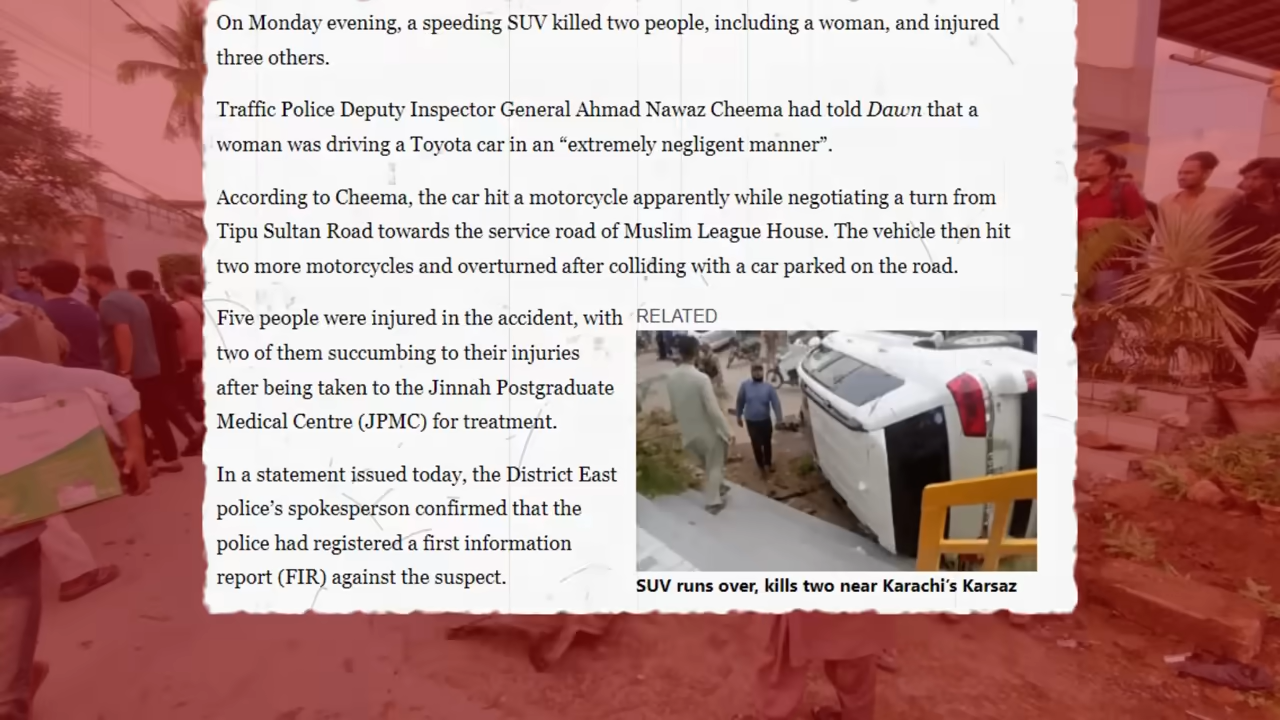 On Monday evening, a speeding SUV killed two people, including a woman, and injured
three others.
Traffic Police Deputy Inspector General Ahmad Nawaz Cheema had told Dawn that a
woman was driving a Toyota car in an “extremely negligent manner”.
According to Cheema, the car hit a motorcycle apparently while negotiating a turn from
Tipu Sultan Road towards the service road of Muslim League House. The vehicle then hit
two more motorcycles and overturned after colliding with a car parked on the road.
Five people were injured in the accident, with
two of them succumbing to their injuries
after being taken to the Jinnah Postgraduate
Medical Centre (JPMC) for treatment.
In a statement issued today, the District East
police’s spokesperson confirmed that the
police had registered a first information
report (FIR) against the suspect.
RELATED
SUV runs over, kills two near Karachi’s Karsaz